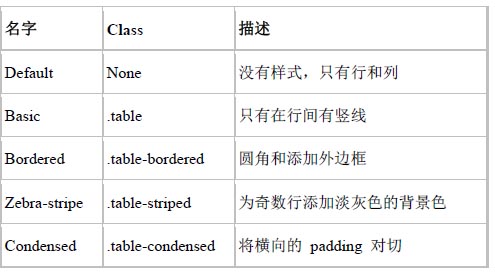 名字 Class 描述
Default None 没有样式，只有行和列
Basic .table 只有在行间有竖线
Bordered .table-bordered 圆角和添加外边框
Zebra-stripe .table-striped 为奇数行添加淡灰色的背景色
Condensed .table-condensed 将横向的 padding 对切